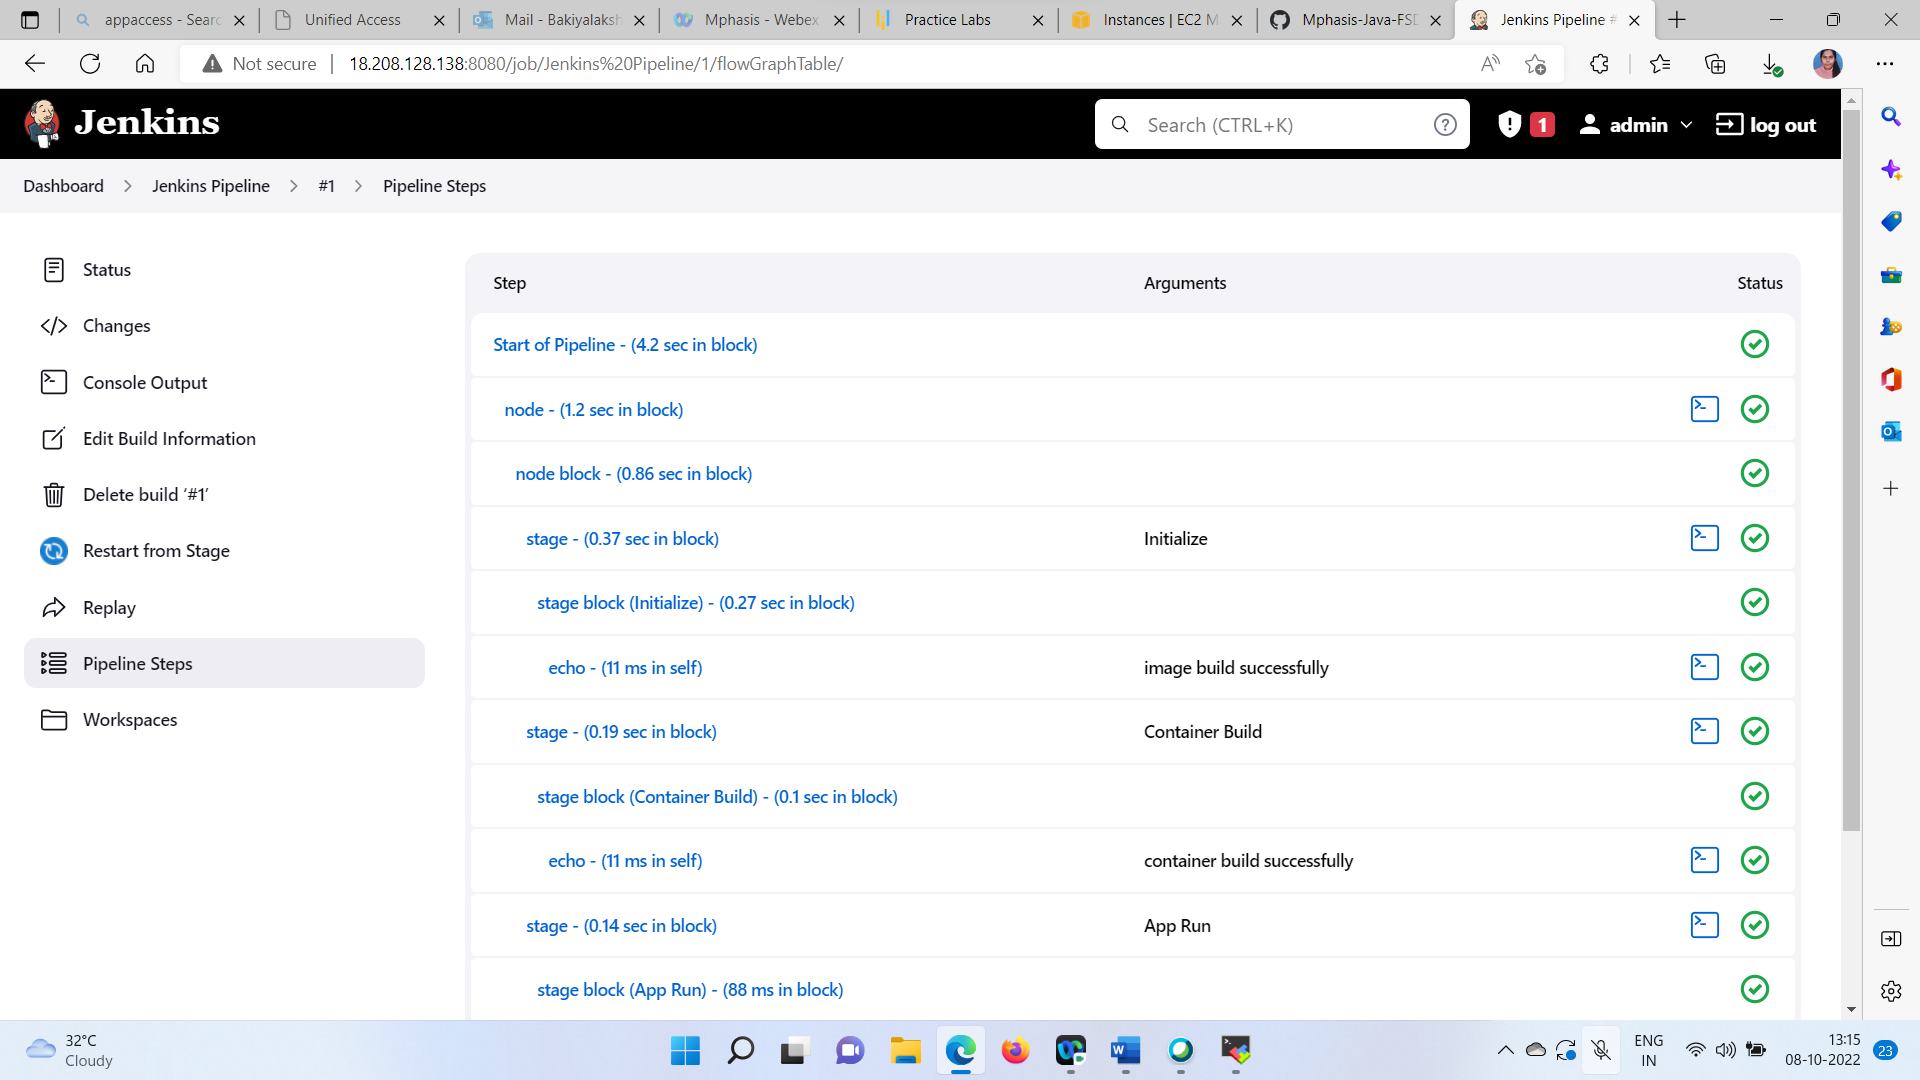 appaccess - Searc
Unified Access
Mail - Bakiyalaksh
Mphasis - Webex
Practice Labs
Instances | EC2 M
Mphasis-Java-FSD
Jenkins Pipeline #
Not secure
18.208.128.138:8080/job/Jenkins%20Pipeline/1/flowGraphTable/
Jenkins
Search (CTRL+K)
1
admin
log out
Dashboard
Jenkins Pipeline
#1
Pipeline Steps
Status
Changes
Console Output
Edit Build Information
Delete build ‘#1’
Restart from Stage
Replay
Pipeline Steps
Workspaces
Step Arguments Status
Start of Pipeline - (4.2 sec in block)
node - (1.2 sec in block)
node block - (0.86 sec in block)
stage - (0.37 sec in block) Initialize
stage block (Initialize) - (0.27 sec in block)
echo - (11 ms in self) image build successfully
stage - (0.19 sec in block) Container Build
stage block (Container Build) - (0.1 sec in block)
echo - (11 ms in self) container build successfully
stage - (0.14 sec in block) App Run
stage block (App Run) - (88 ms in block)
32°C
Cloudy
ENG
IN
13:15
08-10-2022
23